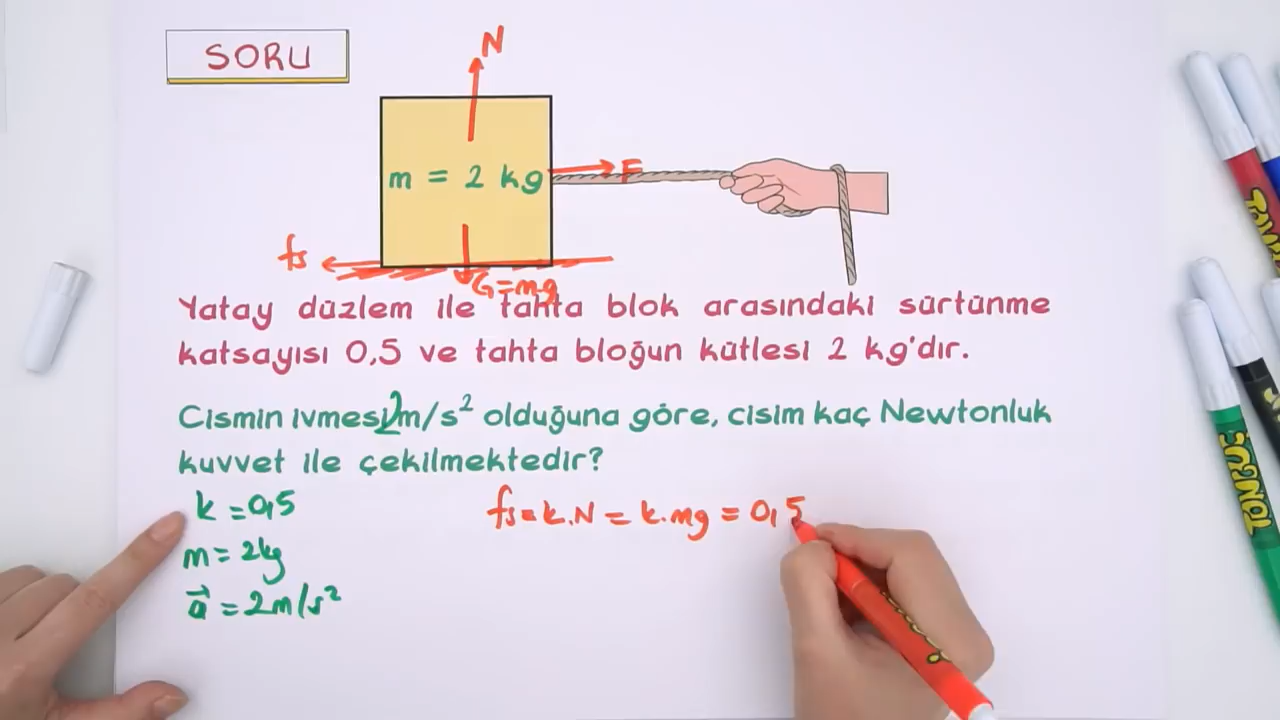 SORU
N
m = 2 kg
F
fs
G=mg
Yatay düzlem ile tahta blok arasındaki sürtünme
katsayısı 0,5 ve tahta bloğun kütlesi 2 kg'dır.
Cismin ivmesi 2m/s² olduğuna göre, cisim kaç Newtonluk
kuvvet ile çekilmektedir?
k = 0,5
fs = k.N = k.mg = 0,5
m = 2kg
a⃗ = 2m/s²
TONGUÇ